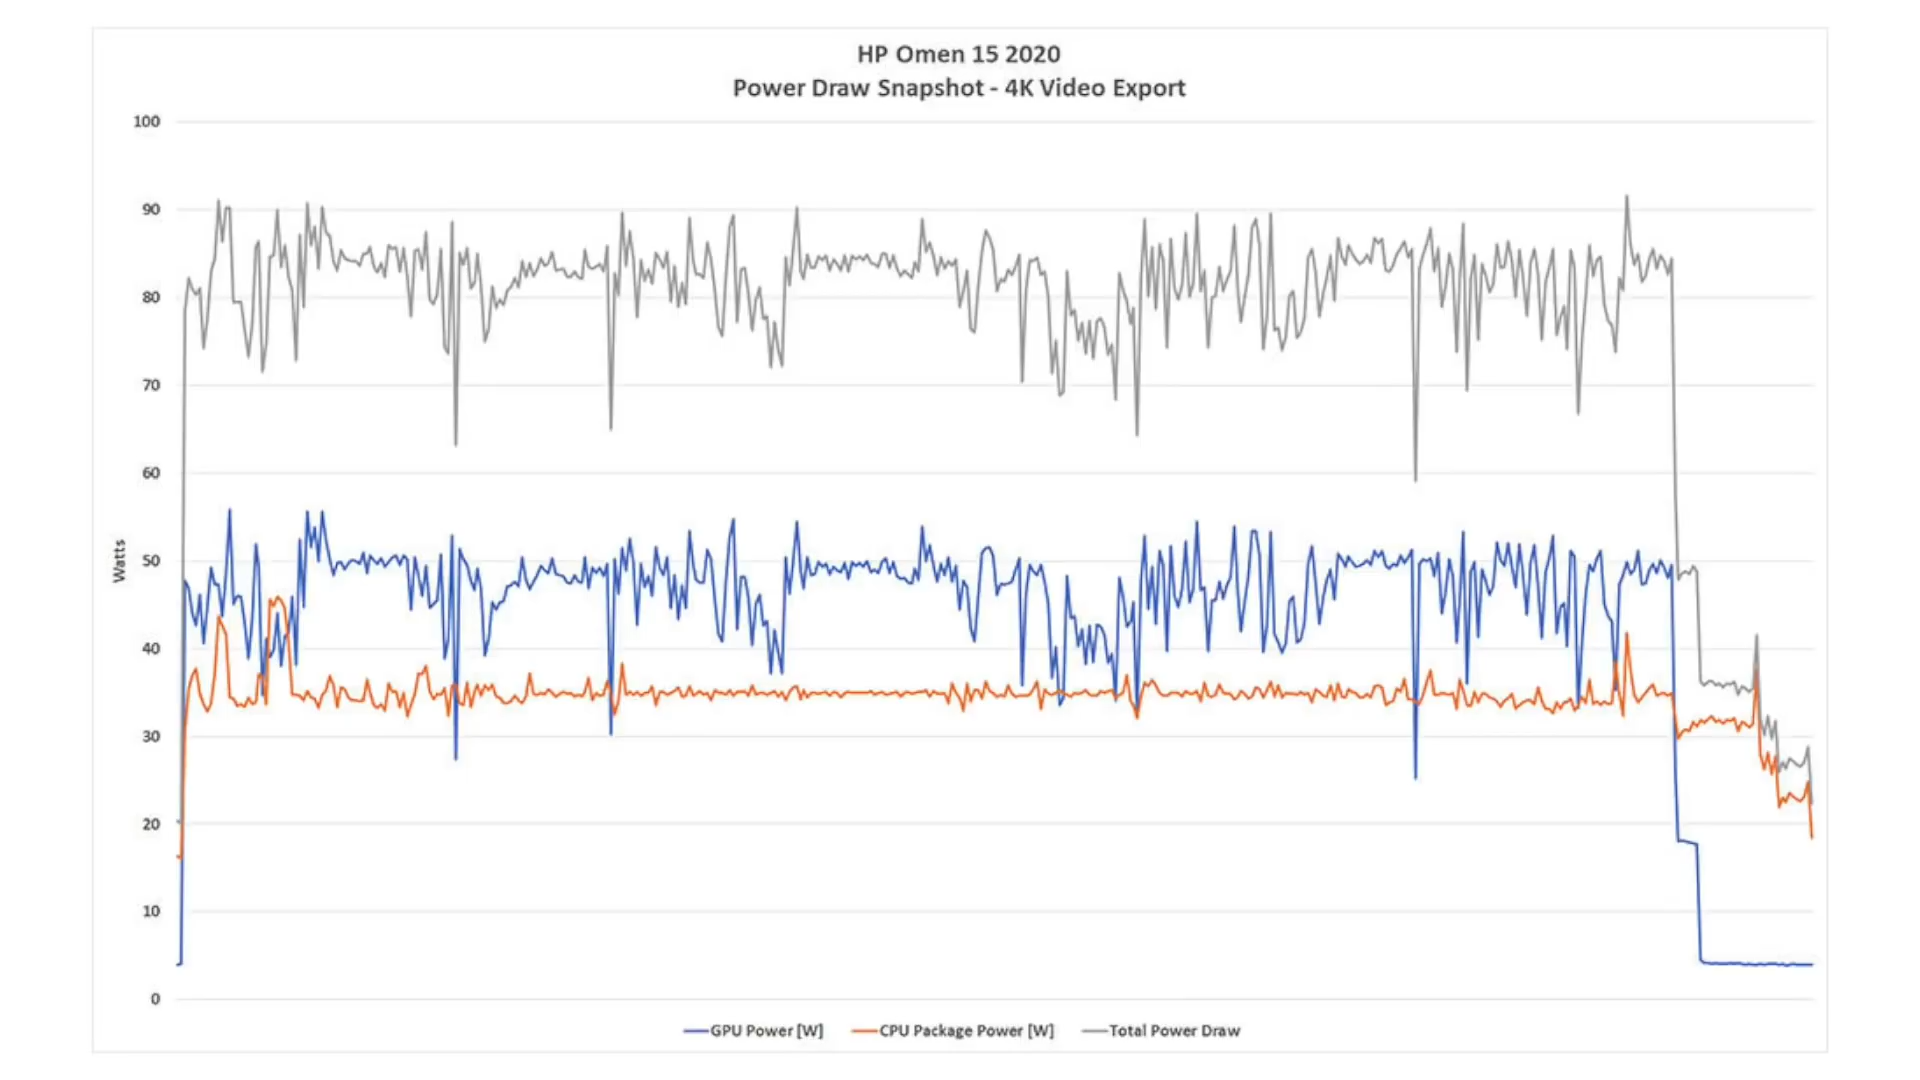 HP Omen 15 2020
Power Draw Snapshot - 4K Video Export
100
90
80
70
60
50
40
30
20
10
0
Watts
GPU Power [W] CPU Package Power [W] Total Power Draw